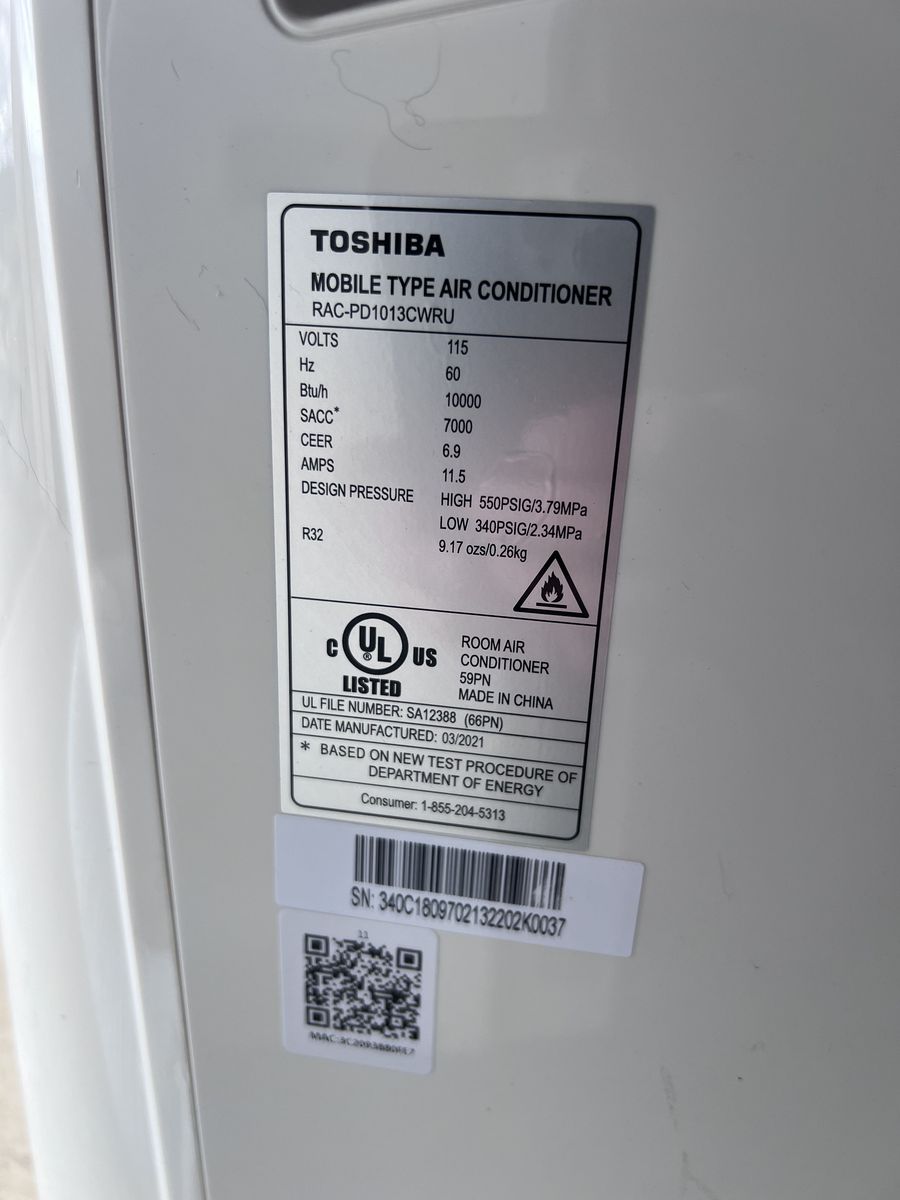 TOSHIBA
MOBILE TYPE AIR CONDITIONER
RAC-PD1013CWRU
VOLTS 115
Hz 60
Btu/h 10000
SACC* 7000
CEER 6.9
AMPS 11.5
DESIGN PRESSURE HIGH 550PSIG/3.79MPa
LOW 340PSIG/2.34MPa
R32 9.17 ozs/0.26kg
C UL ® US
LISTED
ROOM AIR
CONDITIONER
59PN
MADE IN CHINA
UL FILE NUMBER: SA12388 (66PN)
DATE MANUFACTURED: 03/2021
* BASED ON NEW TEST PROCEDURE OF
DEPARTMENT OF ENERGY
Consumer: 1-855-204-5313
SN: 340C1809702132202K0037
11